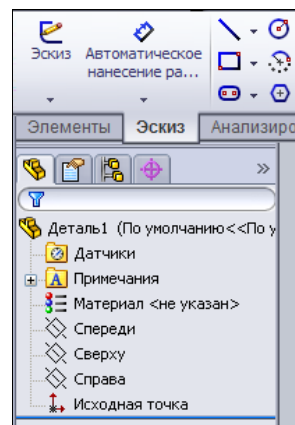 Эскиз
Автоматическое
нанесение ра...
Элементы
Эскиз
Анализиро
Деталь1 (По умолчанию<<По у
Датчики
A Примечания
Материал <не указан>
Спереди
Сверху
Справа
Исходная точка